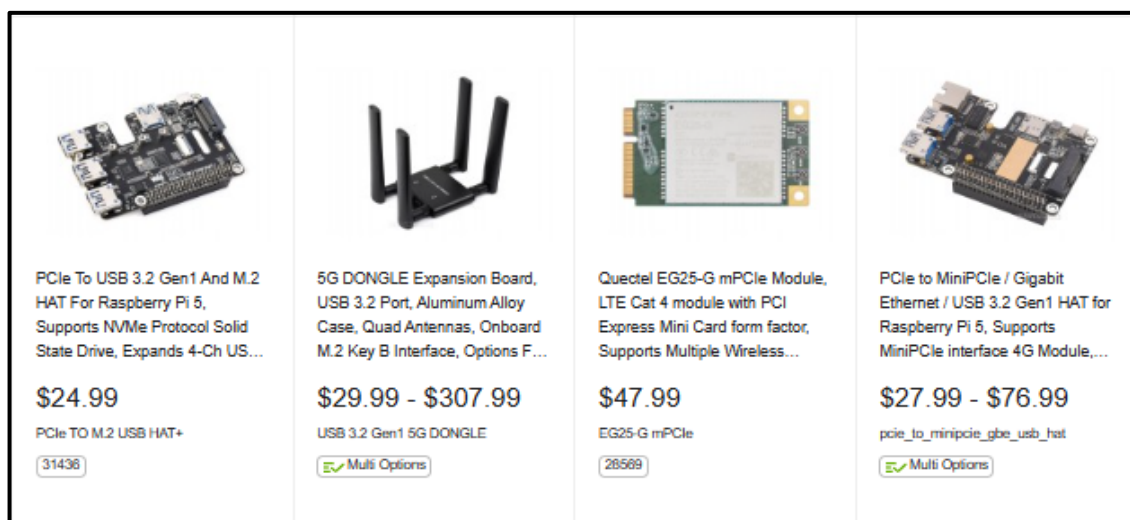 PCIe To USB 3.2 Gen1 And M.2
HAT For Raspberry Pi 5,
Supports NVMe Protocol Solid
State Drive, Expands 4-Ch US...
$24.99
PCIe TO M.2 USB HAT+
31436
5G DONGLE Expansion Board,
USB 3.2 Port, Aluminum Alloy
Case, Quad Antennas, Onboard
M.2 Key B Interface, Options F...
$29.99 - $307.99
USB 3.2 Gen1 5G DONGLE
Multi Options
Quectel EG25-G mPCIe Module,
LTE Cat 4 module with PCI
Express Mini Card form factor,
Supports Multiple Wireless...
$47.99
EG25-G mPCIe
26569
PCIe to MiniPCIe / Gigabit
Ethernet / USB 3.2 Gen1 HAT for
Raspberry Pi 5, Supports
MiniPCIe interface 4G Module,...
$27.99 - $76.99
pcie_to_minipcie_gbe_usb_hat
Multi Options